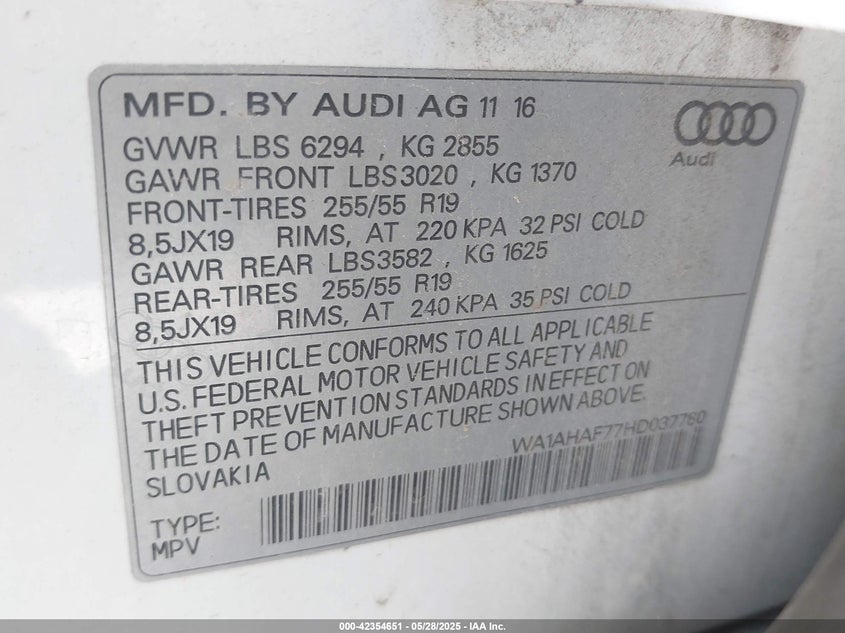 MFD. BY AUDI AG 11 16
Audi
GVWR LBS 6294 , KG 2855
GAWR FRONT LBS3020 , KG 1370
FRONT-TIRES 255/55 R19
8,5JX19 RIMS, AT 220 KPA 32 PSI COLD
GAWR REAR LBS3582 , KG 1625
REAR-TIRES 255/55 R19
8,5JX19 RIMS, AT 240 KPA 35 PSI COLD
THIS VEHICLE CONFORMS TO ALL APPLICABLE
U.S. FEDERAL MOTOR VEHICLE SAFETY AND
THEFT PREVENTION STANDARDS IN EFFECT ON
THE DATE OF MANUFACTURE SHOWN ABOVE.
SLOVAKIA
WA1AHAF77HD037760
TYPE:
MPV
000-42354651 - 05/28/2025 - IAA Inc.